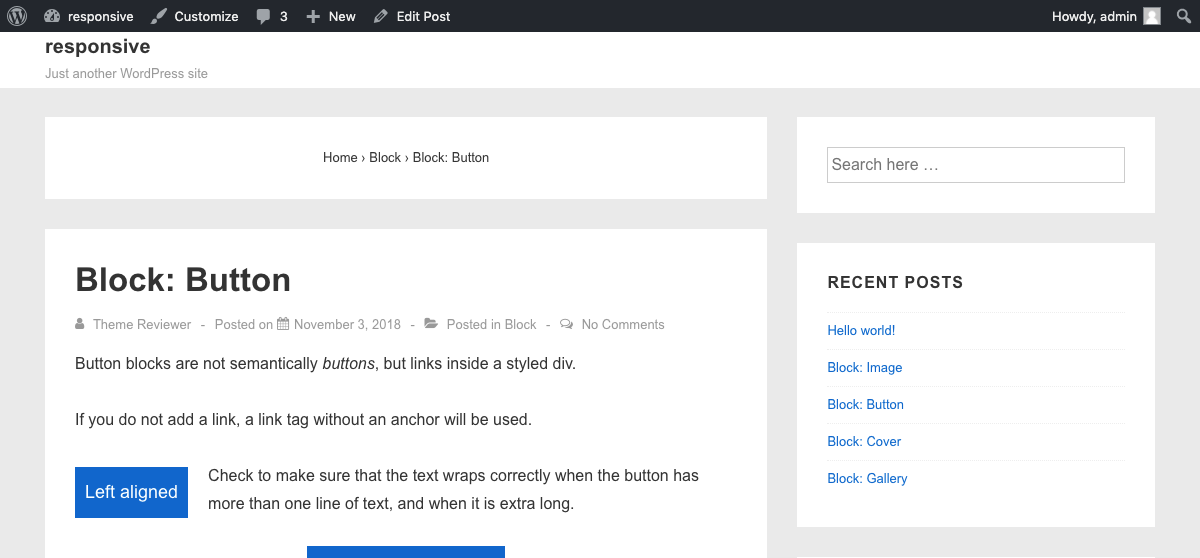 responsive Customize 3 New Edit Post Howdy, admin
responsive
Just another WordPress site
Home › Block › Block: Button
Block: Button
Theme Reviewer - Posted on November 3, 2018 - Posted in Block - No Comments
Button blocks are not semantically buttons, but links inside a styled div.
If you do not add a link, a link tag without an anchor will be used.
Left aligned
Check to make sure that the text wraps correctly when the button has
more than one line of text, and when it is extra long.
Search here …
RECENT POSTS
Hello world!
Block: Image
Block: Button
Block: Cover
Block: Gallery